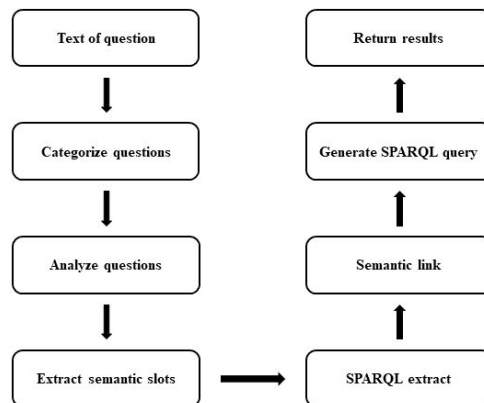 Text of question
Categorize questions
Analyze questions
Extract semantic slots
SPARQL extract
Semantic link
Generate SPARQL query
Return results